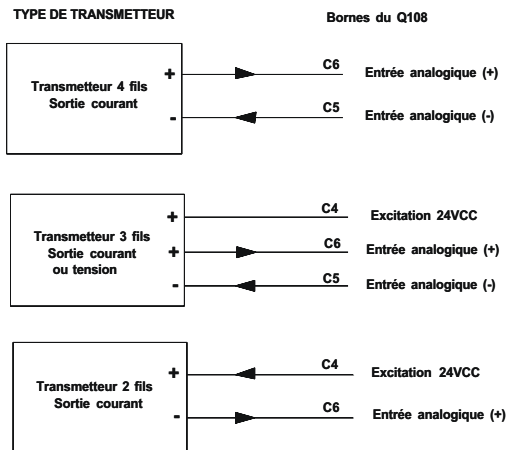 TYPE DE TRANSMETTEUR
Bornes du Q108
Transmetteur 4 fils
Sortie courant
+
-
C6
Entrée analogique (+)
C5
Entrée analogique (-)
Transmetteur 3 fils
Sortie courant
ou tension
+
+
-
C4
Excitation 24VCC
C6
Entrée analogique (+)
C5
Entrée analogique (-)
Transmetteur 2 fils
Sortie courant
+
-
C4
Excitation 24VCC
C6
Entrée analogique (+)